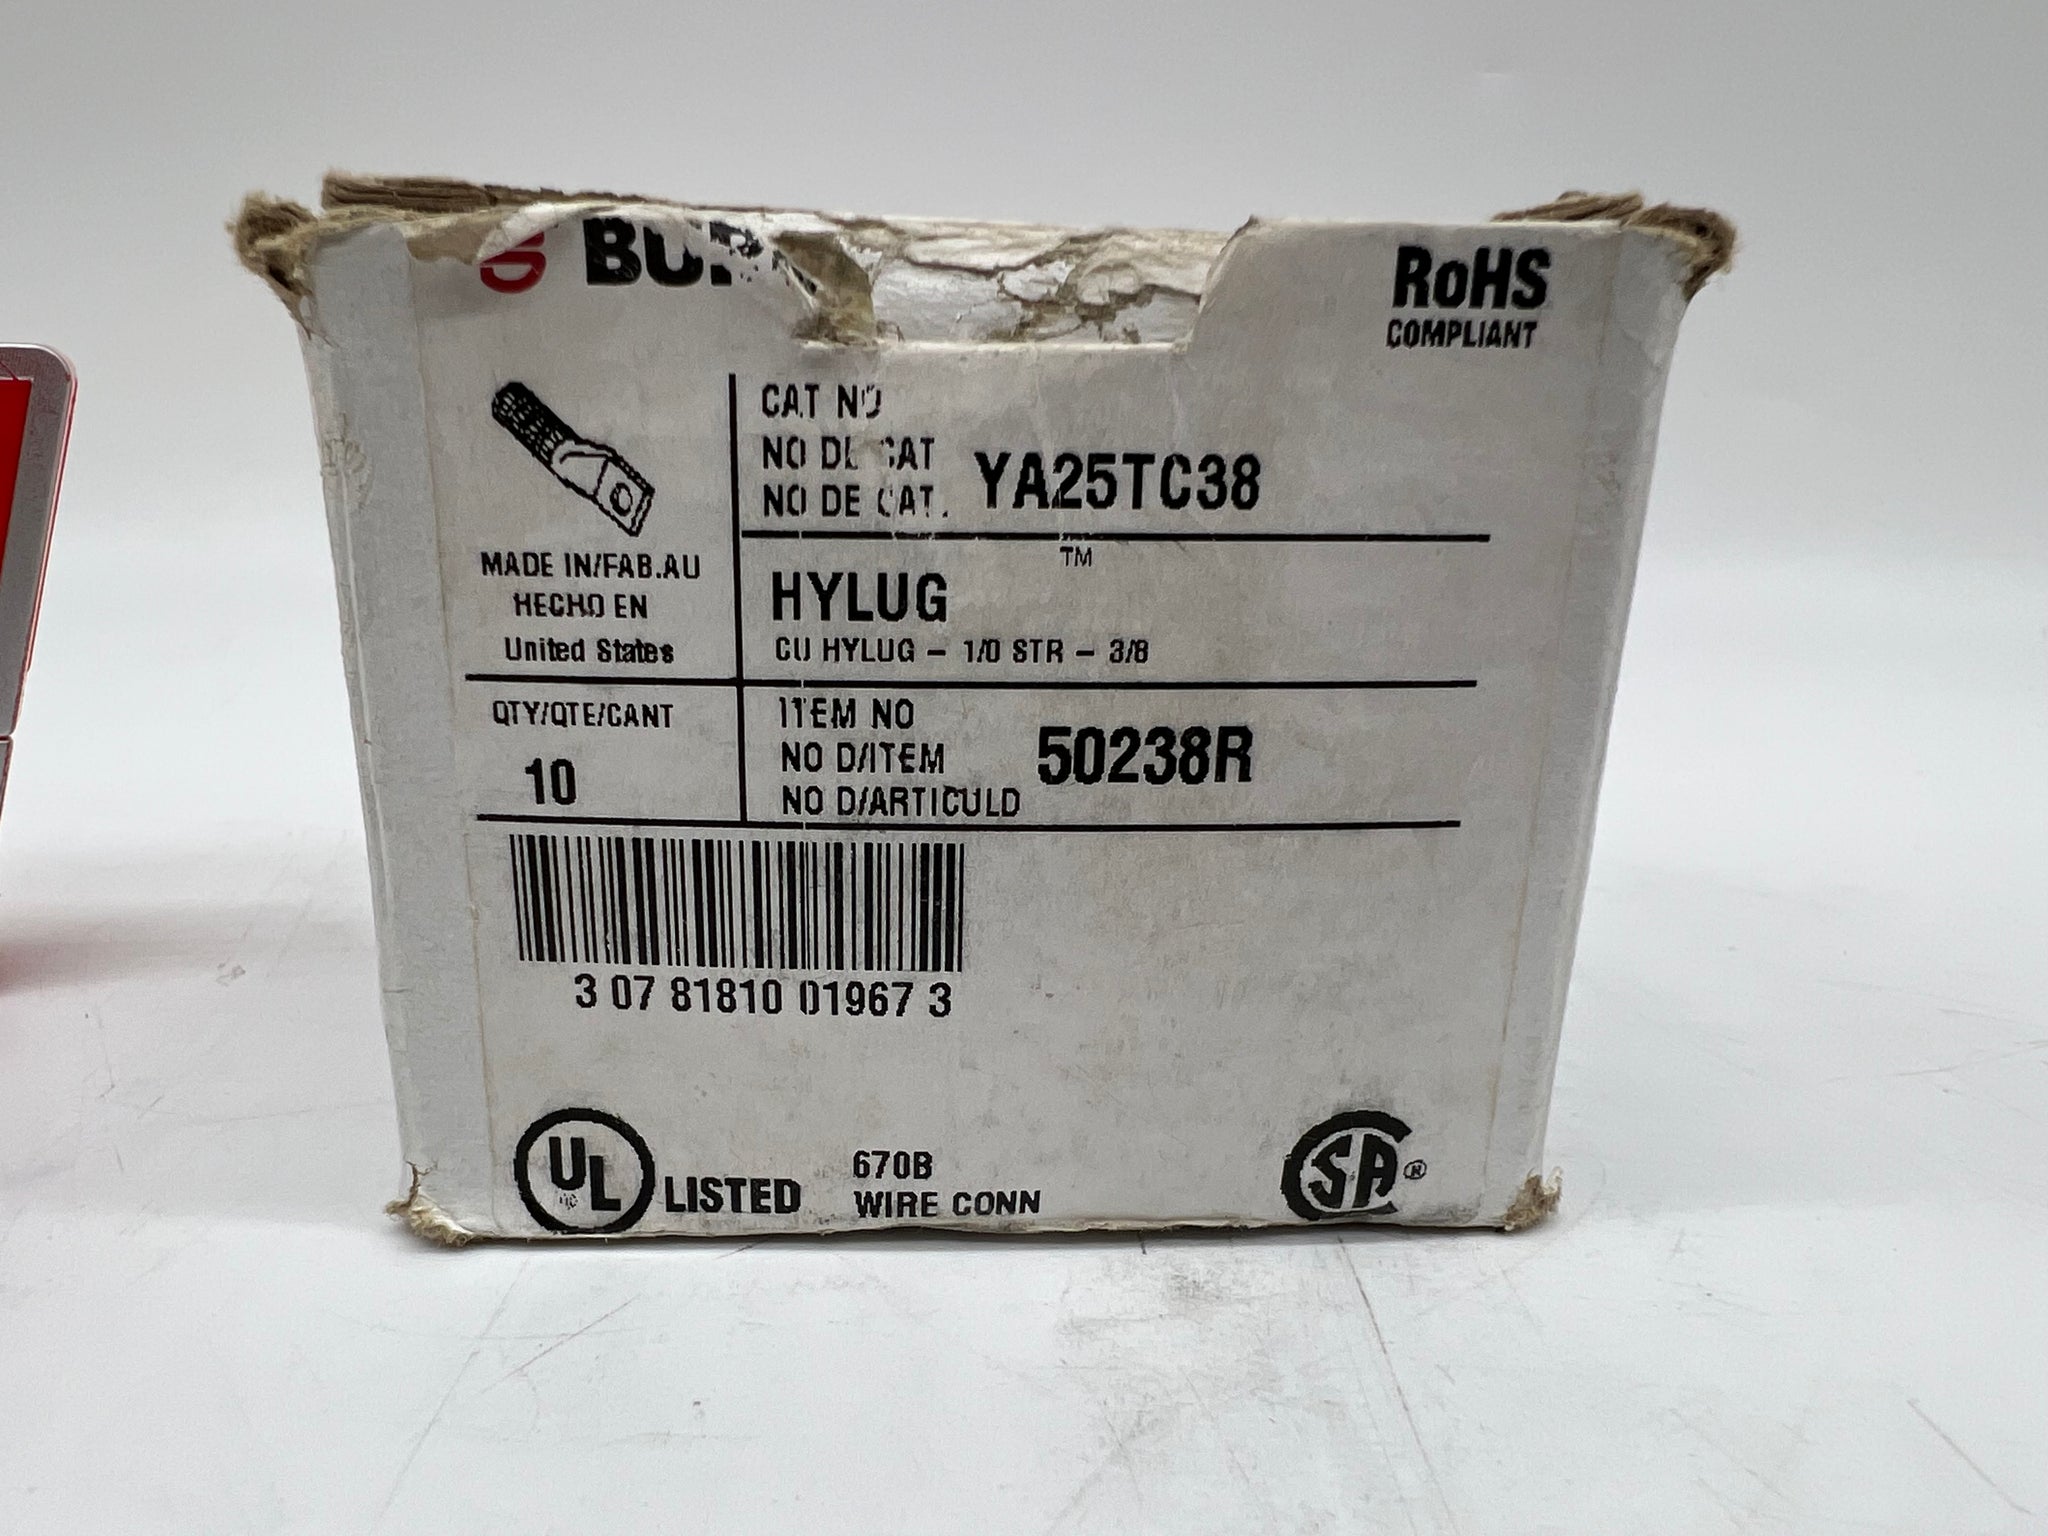 BUR
RoHS
COMPLIANT
CAT NO
NO DE CAT
NO DE CAT.
YA25TC38
MADE IN/FAB.AU
HECHO EN
United States
HYLUG ™
CU HYLUG - 1/0 STR - 3/8
QTY/QTE/CANT
10
ITEM NO
NO D/ITEM
NO D/ARTICULO
50238R
3 07 81810 01967 3
UL LISTED
670B
WIRE CONN
SA ®